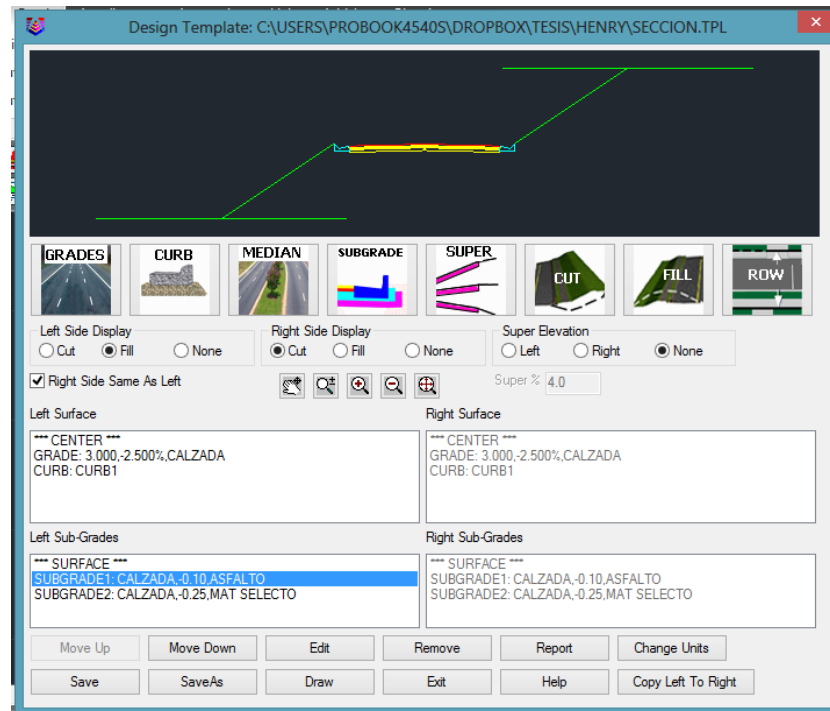 Design Template: C:\USERS\PROBOOK4540S\DROPBOX\TESIS\HENRY\SECCION.TPL
GRADES CURB MEDIAN SUBGRADE SUPER CUT FILL ROW
Left Side Display Right Side Display Super Elevation
Cut Fill None Cut Fill None Left Right None
Right Side Same As Left Super % 4.0
Left Surface Right Surface
*** CENTER *** *** CENTER ***
GRADE: 3.000,-2.500%,CALZADA GRADE: 3.000,-2.500%,CALZADA
CURB: CURB1 CURB: CURB1
Left Sub-Grades Right Sub-Grades
*** SURFACE *** *** SURFACE ***
SUBGRADE1: CALZADA,-0.10,ASFALTO SUBGRADE1: CALZADA,-0.10,ASFALTO
SUBGRADE2: CALZADA,-0.25,MAT SELECTO SUBGRADE2: CALZADA,-0.25,MAT SELECTO
Move Up Move Down Edit Remove Report Change Units
Save SaveAs Draw Exit Help Copy Left To Right